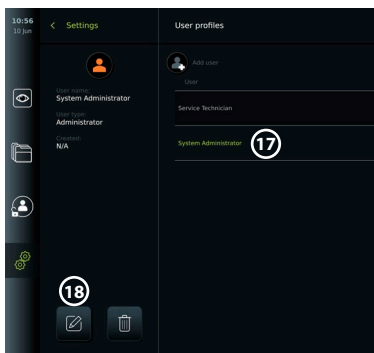 10:56
10 Jun
Settings
User name:
System Administrator
User type:
Administrator
Created:
N/A
18
User profiles
Add user
User
Service Technician
System Administrator
17